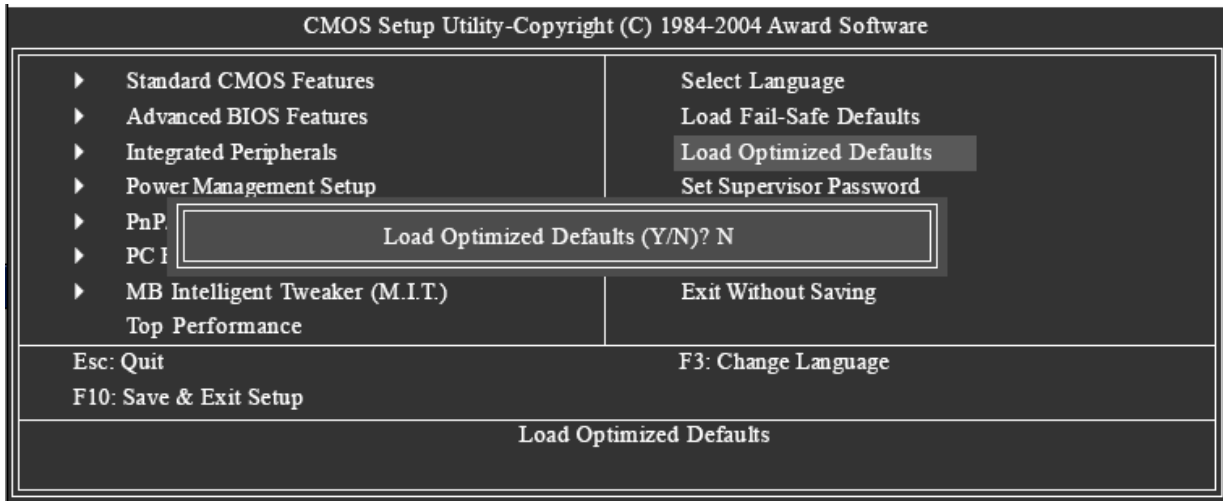 CMOS Setup Utility-Copyright (C) 1984-2004 Award Software
Standard CMOS Features
Advanced BIOS Features
Integrated Peripherals
Power Management Setup
PnP
PC
MB Intelligent Tweaker (M.I.T.)
Top Performance
Select Language
Load Fail-Safe Defaults
Load Optimized Defaults
Set Supervisor Password
Exit Without Saving
Load Optimized Defaults (Y/N)? N
Esc: Quit
F3: Change Language
F10: Save & Exit Setup
Load Optimized Defaults